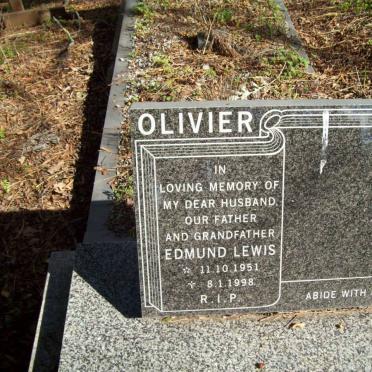 OLIVIER
IN
LOVING MEMORY OF
MY DEAR HUSBAND,
OUR FATHER
AND GRANDFATHER
EDMUND LEWIS
☆ 11.10.1951
✝ 8.1.1998
R.I.P.
ABIDE WITH